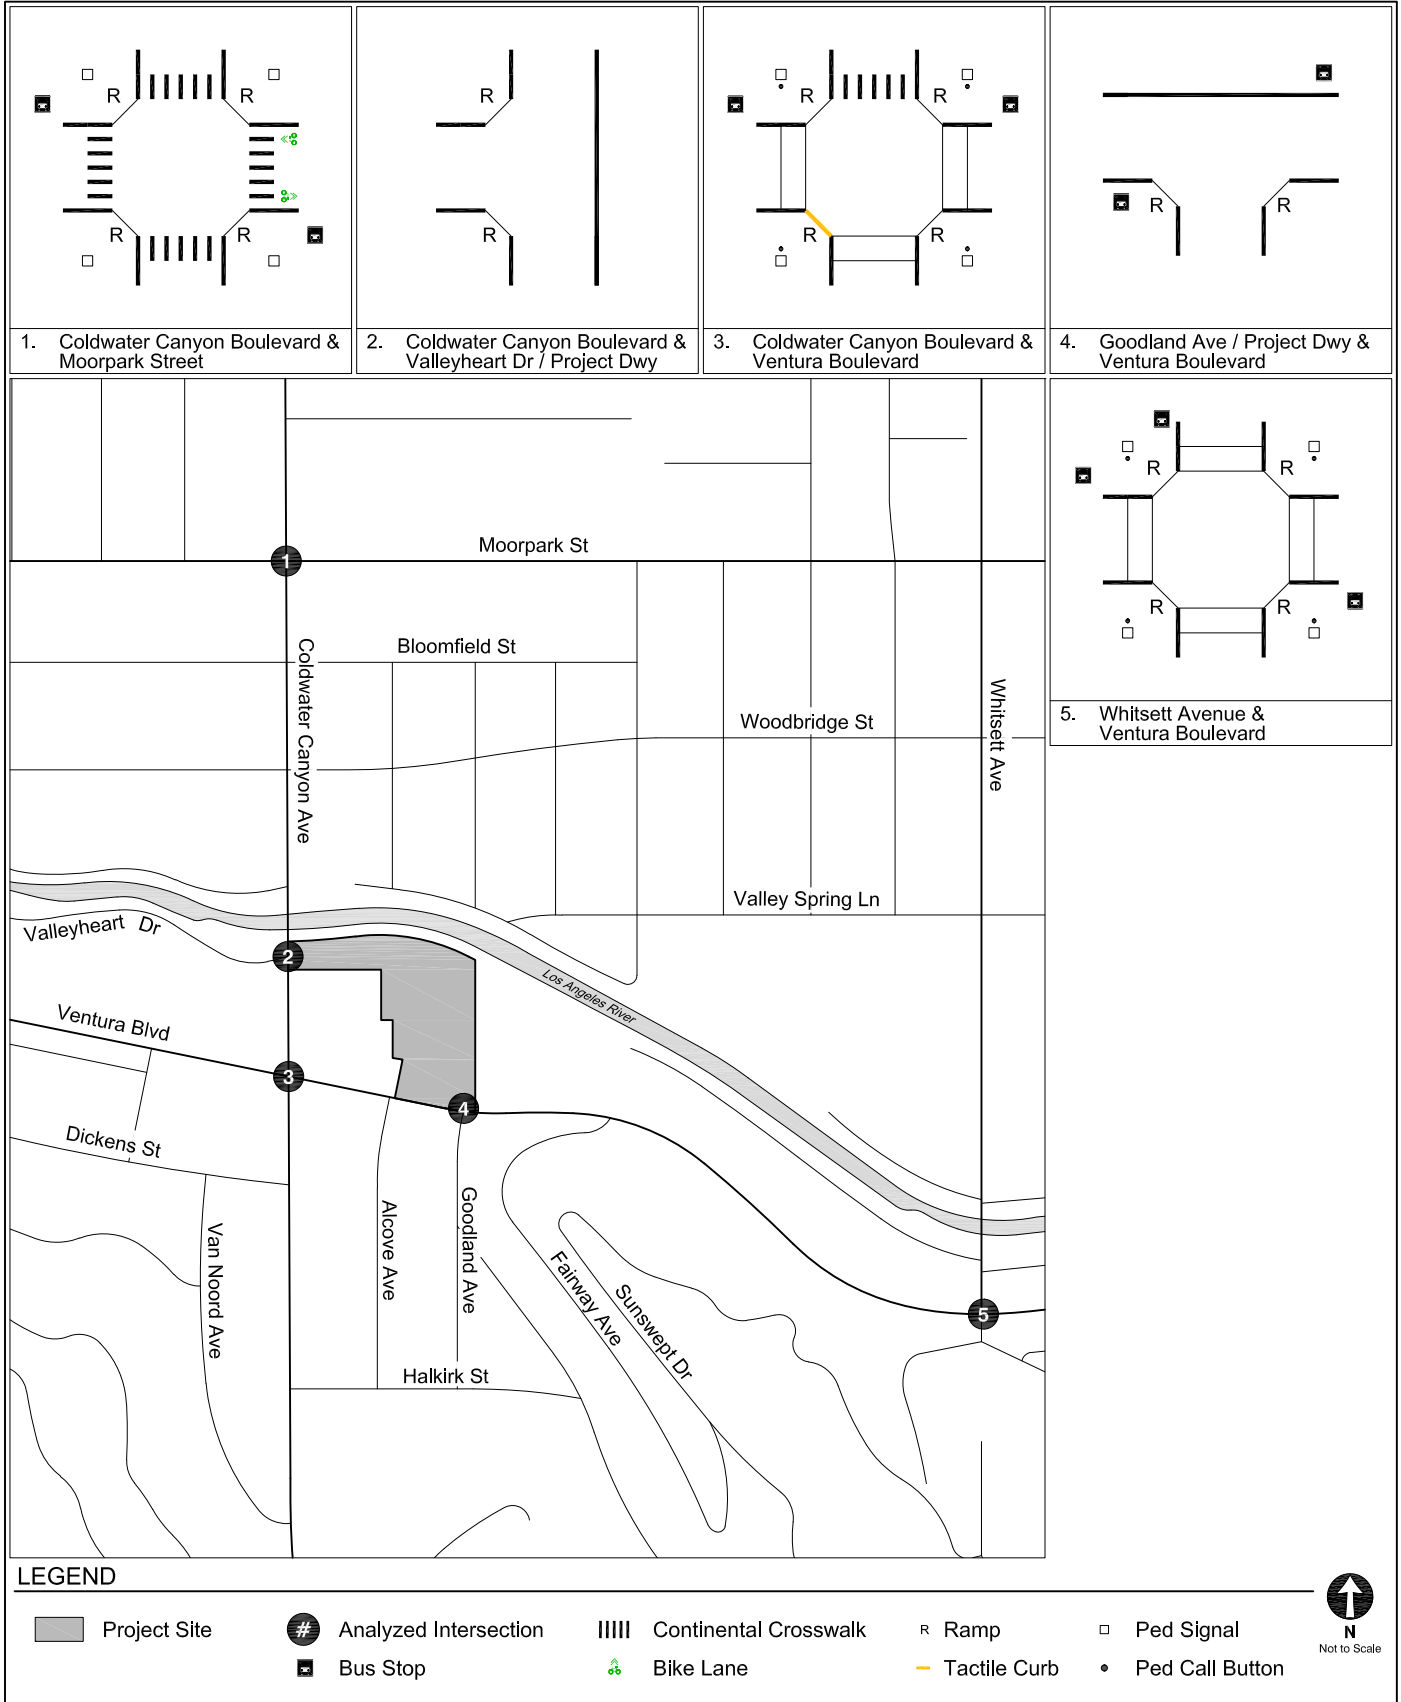 R R
R R
1. Coldwater Canyon Boulevard &
Moorpark Street
R
R
2. Coldwater Canyon Boulevard &
Valleyheart Dr / Project Dwy
R R
R R
3. Coldwater Canyon Boulevard &
Ventura Boulevard
R R
4. Goodland Ave / Project Dwy &
Ventura Boulevard
R R
R R
5. Whitsett Avenue &
Ventura Boulevard
Moorpark St
1
Bloomfield St
Coldwater Canyon Ave
Woodbridge St
Whitsett Ave
Valley Spring Ln
Valleyheart Dr
2
Los Angeles River
Ventura Blvd
3
4
Dickens St
Van Noord Ave
Alcove Ave
Goodland Ave
Fairway Ave
Sunswept Dr
5
Halkirk St
LEGEND
Project Site
# Analyzed Intersection
Continental Crosswalk
R Ramp
Ped Signal
Bus Stop
Bike Lane
Tactile Curb
Ped Call Button
N
Not to Scale